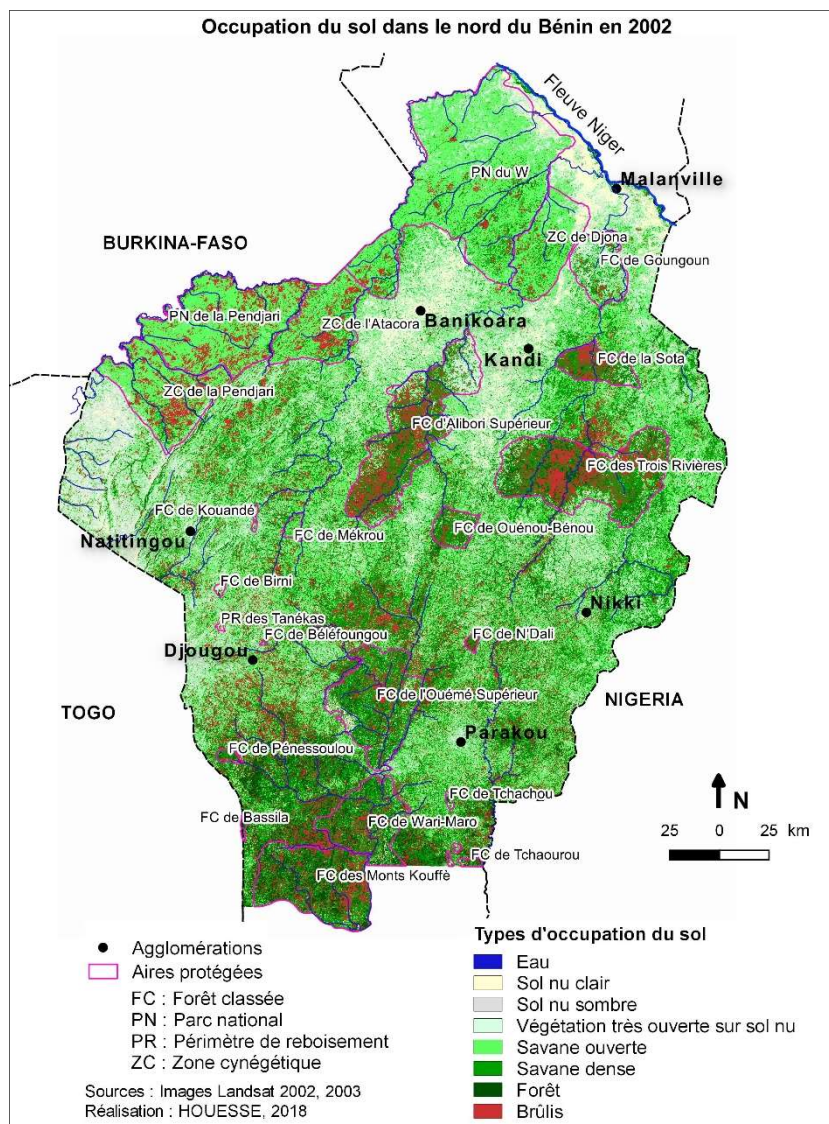 Occupation du sol dans le nord du Bénin en 2002
Fleuve Niger
PN du W
Malanville
ZC de Djona
BURKINA-FASO
FC de Goungoun
PN de la Pendjari
ZC de l'Atacora
Banikoara
Kandi
FC de la Sota
ZC de la Pendjari
FC d'Alibori Supérieur
FC des Trois Rivières
FC de Kouandé
FC de Ouénou-Bénou
Natitingou
FC de Mékrou
FC de Birni
Nikki
PR des Tanékas
FC de Béléfoungou
FC de N'Dali
Djougou
FC de l'Ouémé Supérieur
TOGO
NIGERIA
Parakou
FC de Pénessoulou
FC de Tchachou
N
FC de Bassila
FC de Wari-Maro
25 0 25 km
FC de Tchaourou
FC des Monts Kouffè
Agglomérations
Aires protégées
FC : Forêt classée
PN : Parc national
PR : Périmètre de reboisement
ZC : Zone cynégétique
Sources : Images Landsat 2002, 2003
Réalisation : HOUESSE, 2018
Types d'occupation du sol
Eau
Sol nu clair
Sol nu sombre
Végétation très ouverte sur sol nu
Savane ouverte
Savane dense
Forêt
Brûlis